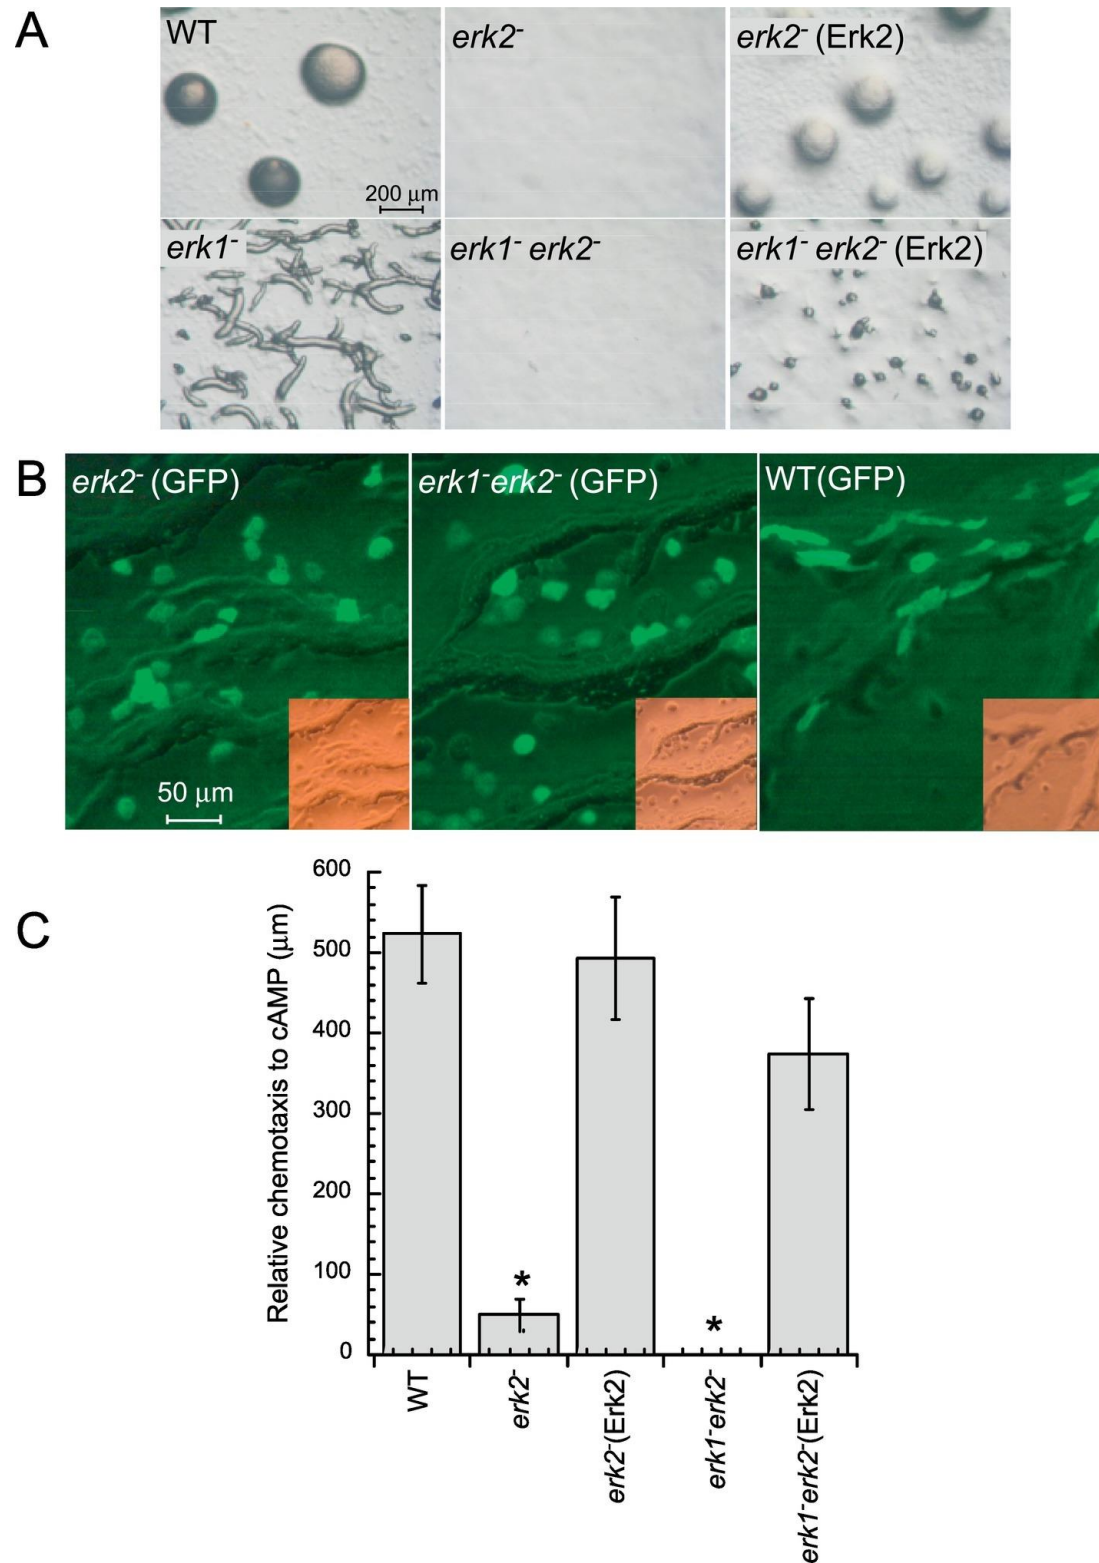 A
WT
erk2-
erk2- (Erk2)
200 µm
erk1-
erk1- erk2-
erk1- erk2- (Erk2)
B
erk2- (GFP)
erk1-erk2- (GFP)
WT(GFP)
50 µm
C
Relative chemotaxis to cAMP (µm)
600
500
400
300
200
100
0
*
*
WT
erk2-
erk2-(Erk2)
erk1-erk2-
erk1-erk2-(Erk2)